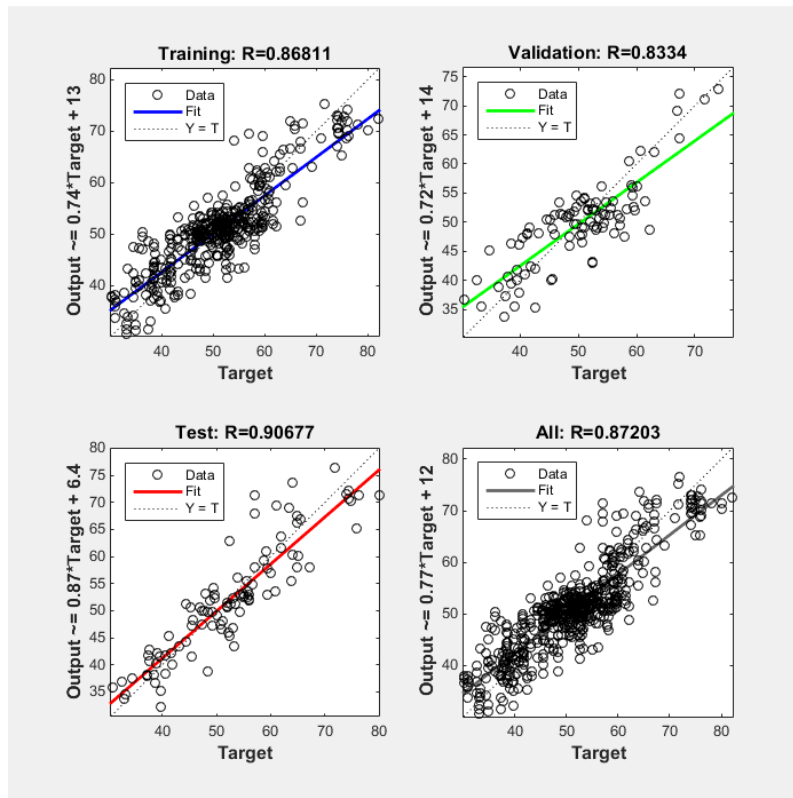 Training: R=0.86811
Output ~= 0.74*Target + 13
80
70
60
50
40
Data
Fit
Y = T
40 50 60 70 80
Target
Validation: R=0.8334
Output ~= 0.72*Target + 14
75
70
65
60
55
50
45
40
35
Data
Fit
Y = T
40 50 60 70
Target
Test: R=0.90677
Output ~= 0.87*Target + 6.4
80
75
70
65
60
55
50
45
40
35
Data
Fit
Y = T
40 50 60 70 80
Target
All: R=0.87203
Output ~= 0.77*Target + 12
80
70
60
50
40
Data
Fit
Y = T
40 50 60 70 80
Target